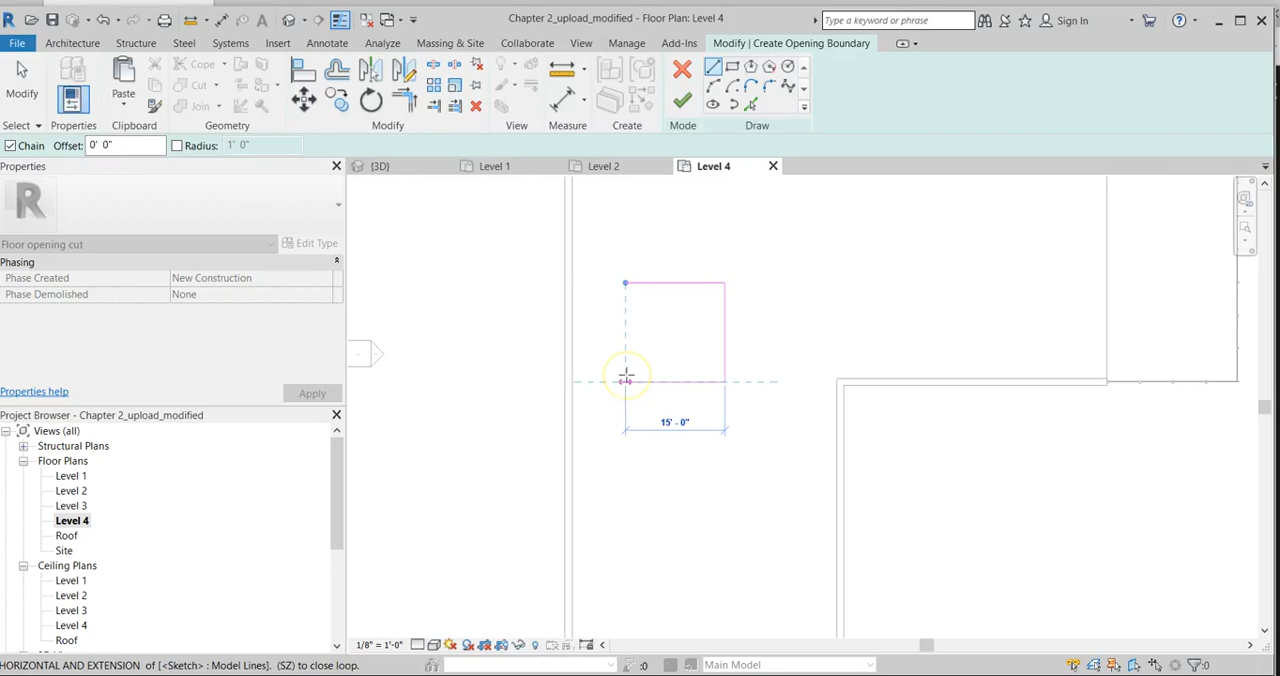 Chapter 2_upload_modified - Floor Plan: Level 4
Type a keyword or phrase
Sign In
File
Architecture
Structure
Steel
Systems
Insert
Annotate
Analyze
Massing & Site
Collaborate
View
Manage
Add-Ins
Modify | Create Opening Boundary
Modify
Paste
Cope
Cut
Join
Select
Properties
Clipboard
Geometry
Modify
View
Measure
Create
Mode
Draw
Chain
Offset:
0' 0"
Radius:
1' 0"
Properties
{3D}
Level 1
Level 2
Level 4
R
Floor opening cut
Edit Type
Phasing
Phase Created
New Construction
Phase Demolished
None
Properties help
Apply
Project Browser - Chapter 2_upload_modified
Views (all)
Structural Plans
Floor Plans
Level 1
Level 2
Level 3
Level 4
Roof
Site
Ceiling Plans
Level 1
Level 2
Level 3
Level 4
Roof
15' - 0"
1/8" = 1'-0"
HORIZONTAL AND EXTENSION of [<Sketch> : Model Lines]. (SZ) to close loop.
:0
Main Model
:0